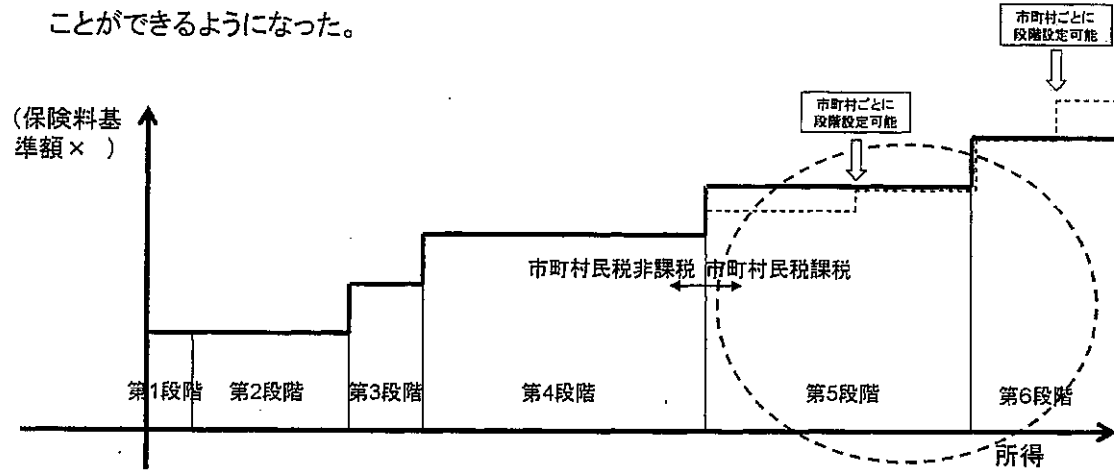 ことができるようになった。
市町村ごとに
段階設定可能
市町村ごとに
段階設定可能
(保険料基
準額× )
市町村民税非課税 市町村民税課税
第1段階 第2段階 第3段階 第4段階 第5段階 第6段階
所得